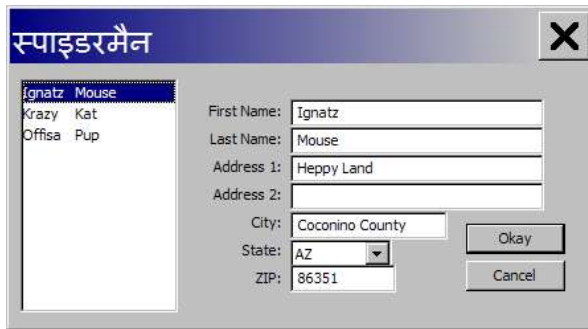 स्पाइडरमैन
Ignatz Mouse
Krazy Kat
Offisa Pup
First Name: Ignatz
Last Name: Mouse
Address 1: Heppy Land
Address 2:
City: Coconino County
State: AZ
ZIP: 86351
Okay
Cancel